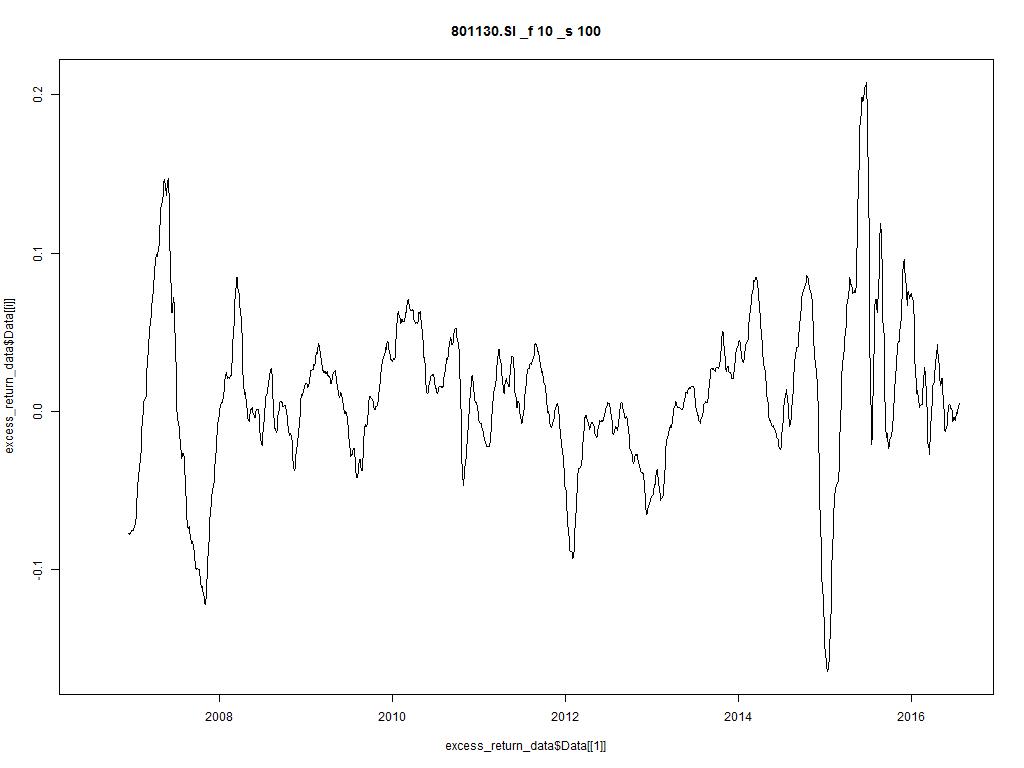 801130.SI _f 10 _s 100
excess_return_data$Data[[i]]
0.2
0.1
0.0
-0.1
2008 2010 2012 2014 2016
excess_return_data$Data[[1]]